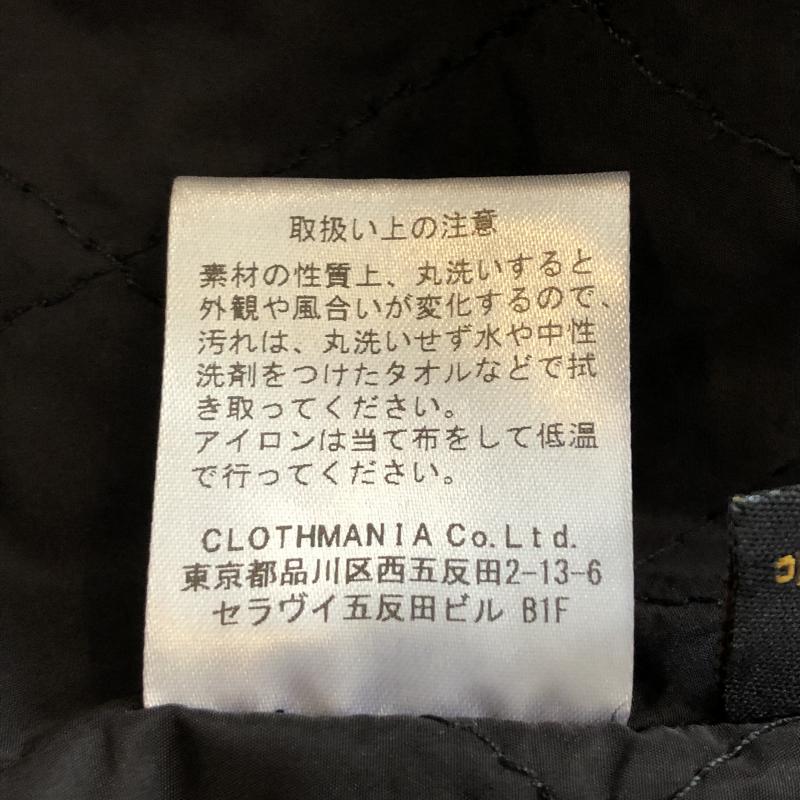 取扱い上の注意
素材の性質上、丸洗いすると
外観や風合いが変化するので、
汚れは、丸洗いせず水や中性
洗剤をつけたタオルなどで拭
き取ってください。
アイロンは当て布をして低温
で行ってください。
CLOTHMANIA Co.Ltd.
東京都品川区西五反田2-13-6
セラヴイ五反田ビル B1F